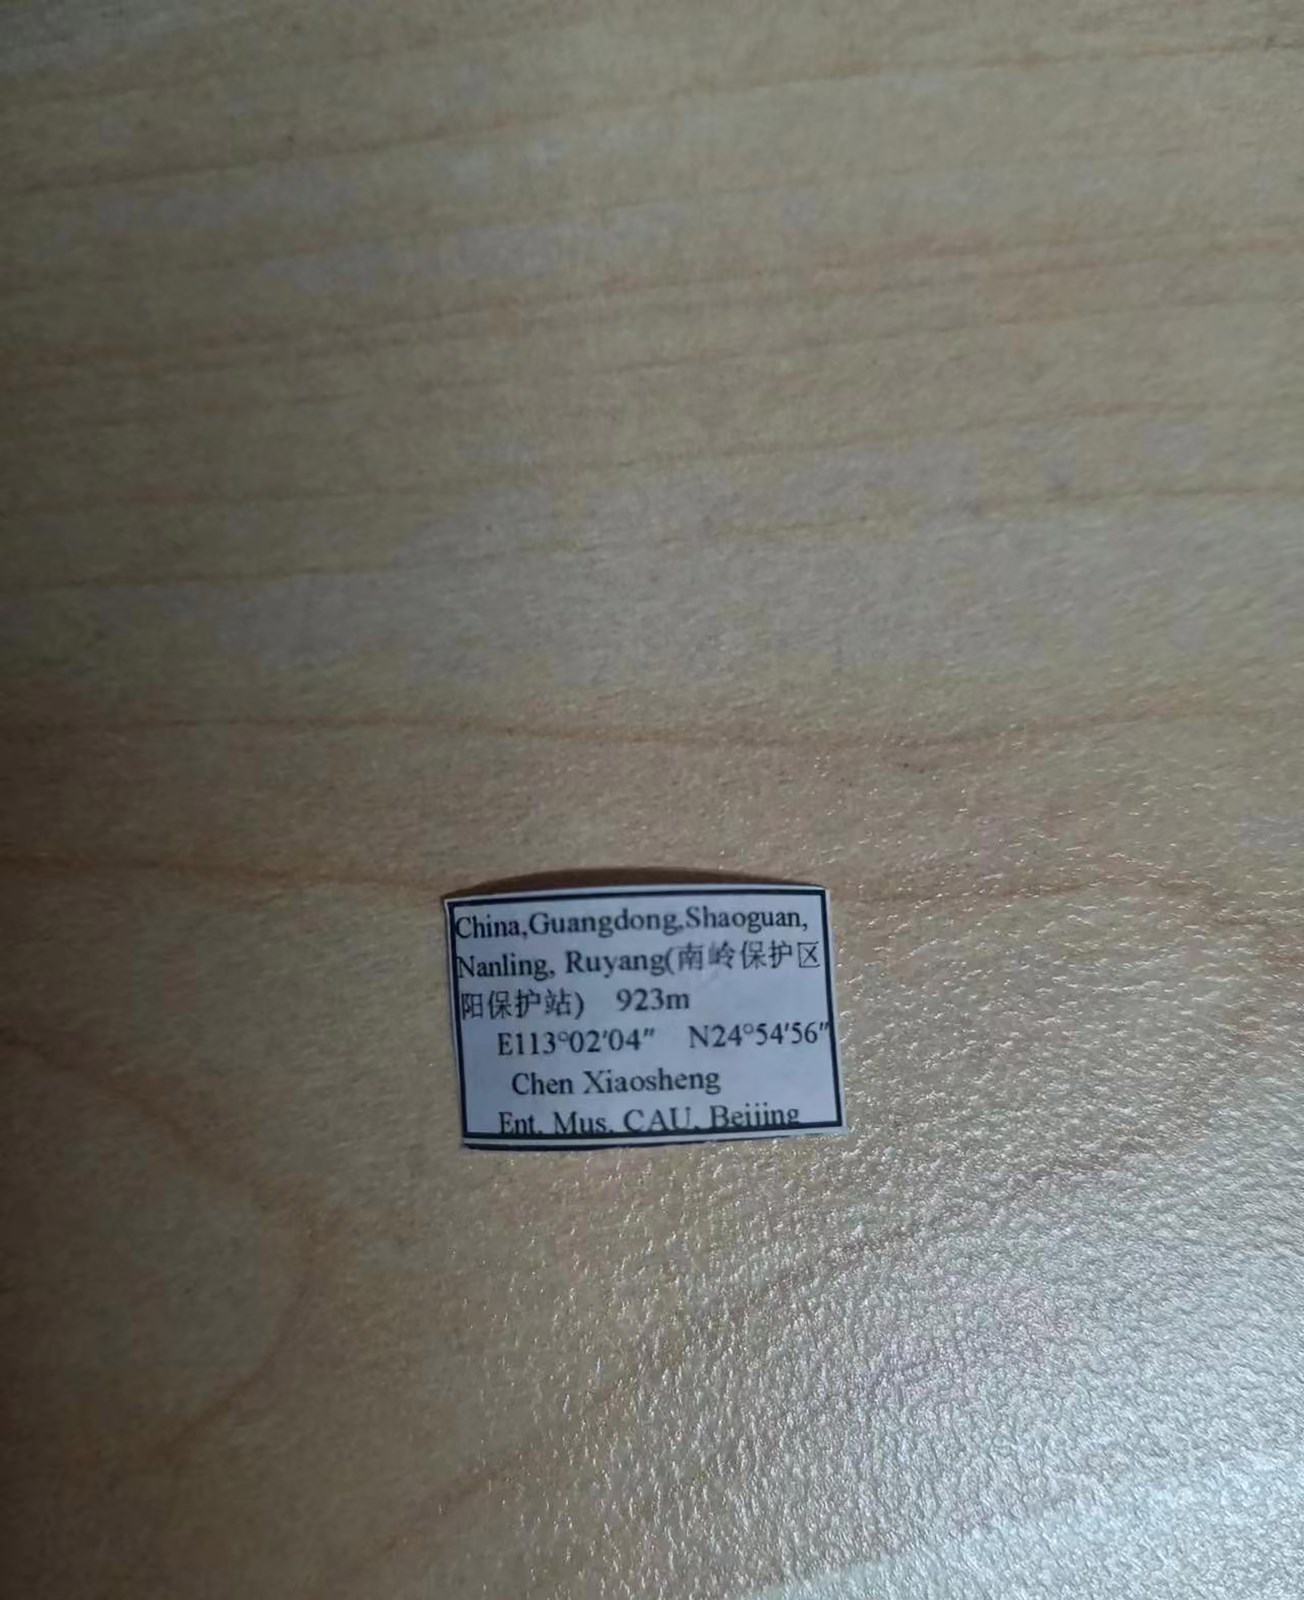 China,Guangdong,Shaoguan,
Nanling, Ruyang(南岭保护区
阳保护站) 923m
E113°02′04″ N24°54′56″
Chen Xiaosheng
Ent. Mus. CAU. Beijing